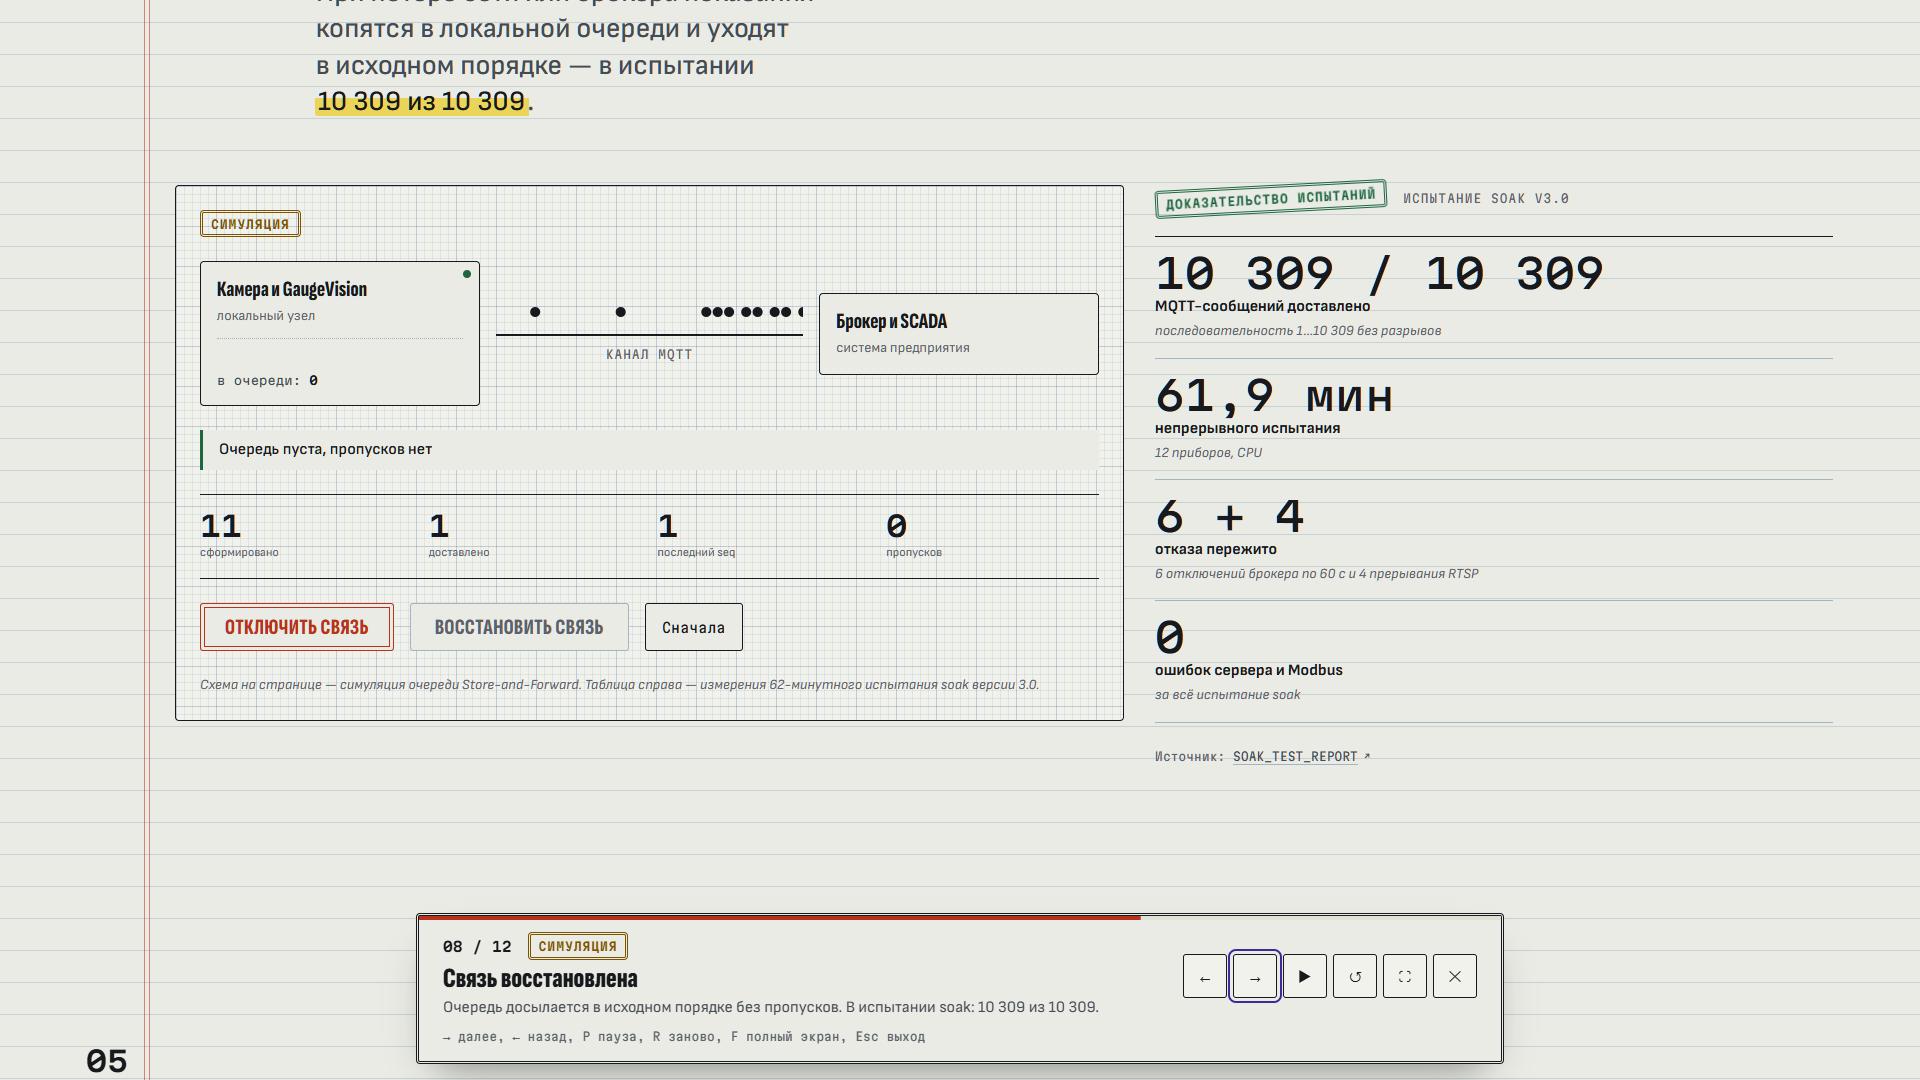 копятся в локальной очереди и уходят
в исходном порядке — в испытании
10 309 из 10 309.
СИМУЛЯЦИЯ
Камера и GaugeVision
локальный узел
в очереди: 0
КАНАЛ MQTT
Брокер и SCADA
система предприятия
Очередь пуста, пропусков нет
11
сформировано
1
доставлено
1
последний seq
0
пропусков
ОТКЛЮЧИТЬ СВЯЗЬ
ВОССТАНОВИТЬ СВЯЗЬ
Сначала
Схема на странице — симуляция очереди Store-and-Forward. Таблица справа — измерения 62-минутного испытания soak версии 3.0.
ДОКАЗАТЕЛЬСТВО ИСПЫТАНИЙ
ИСПЫТАНИЕ SOAK V3.0
10 309 / 10 309
MQTT-сообщений доставлено
последовательность 1…10 309 без разрывов
61,9 мин
непрерывного испытания
12 приборов, CPU
6 + 4
отказа пережито
6 отключений брокера по 60 с и 4 прерывания RTSP
0
ошибок сервера и Modbus
за всё испытание soak
Источник: SOAK_TEST_REPORT ↗
08 / 12
СИМУЛЯЦИЯ
Связь восстановлена
Очередь досылается в исходном порядке без пропусков. В испытании soak: 10 309 из 10 309.
→ далее, ← назад, P пауза, R заново, F полный экран, Esc выход
05